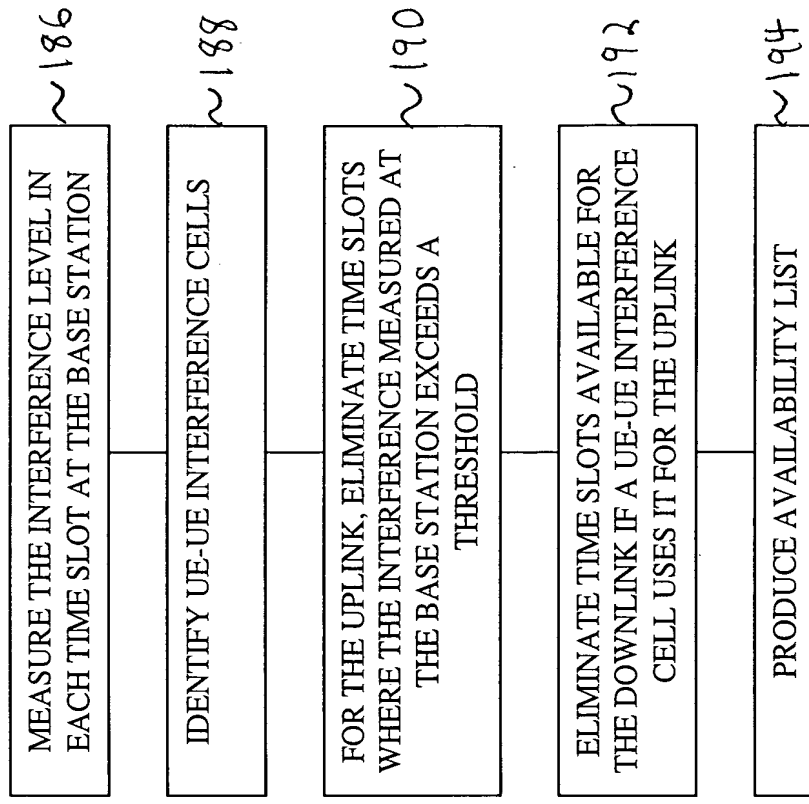 MEASURE THE INTERFERENCE LEVEL IN
EACH TIME SLOT AT THE BASE STATION
186
IDENTIFY UE-UE INTERFERENCE CELLS
188
FOR THE UPLINK, ELIMINATE TIME SLOTS
WHERE THE INTERFERENCE MEASURED AT
THE BASE STATION EXCEEDS A
THRESHOLD
190
ELIMINATE TIME SLOTS AVAILABLE FOR
THE DOWNLINK IF A UE-UE INTERFERENCE
CELL USES IT FOR THE UPLINK
192
PRODUCE AVAILABILITY LIST
194